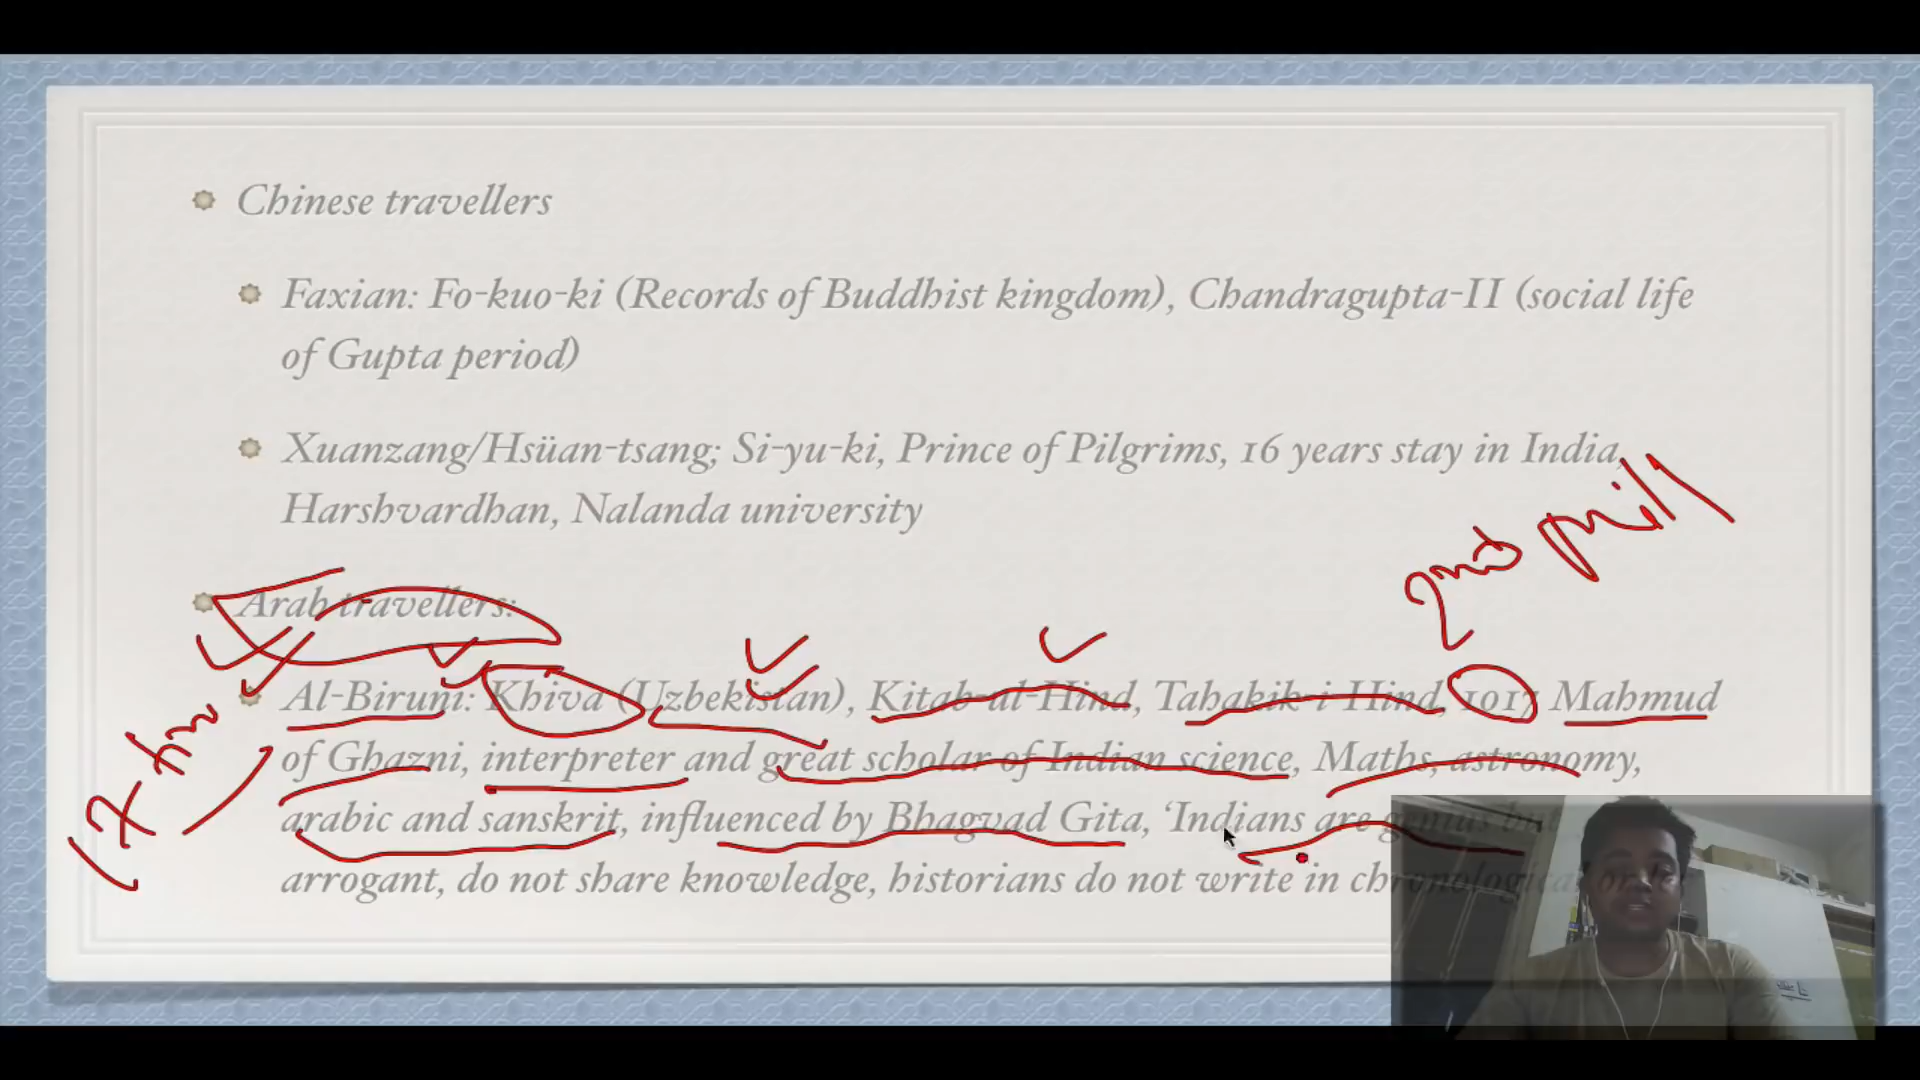 Chinese travellers
Faxian: Fo-kuo-ki (Records of Buddhist kingdom), Chandragupta-II (social life
of Gupta period)
Xuanzang/Hsüan-tsang; Si-yu-ki, Prince of Pilgrims, 16 years stay in India,
Harshvardhan, Nalanda university
Arab travellers:
Al-Biruni: Khiva (Uzbekistan), Kitab-al-Hind, Tahakik-i-Hind, 1017 Mahmud
of Ghazni, interpreter and great scholar of Indian science, Maths, astronomy,
arabic and sanskrit, influenced by Bhagvad Gita, ‘Indians are genius but
arrogant, do not share knowledge, historians do not write in chronological